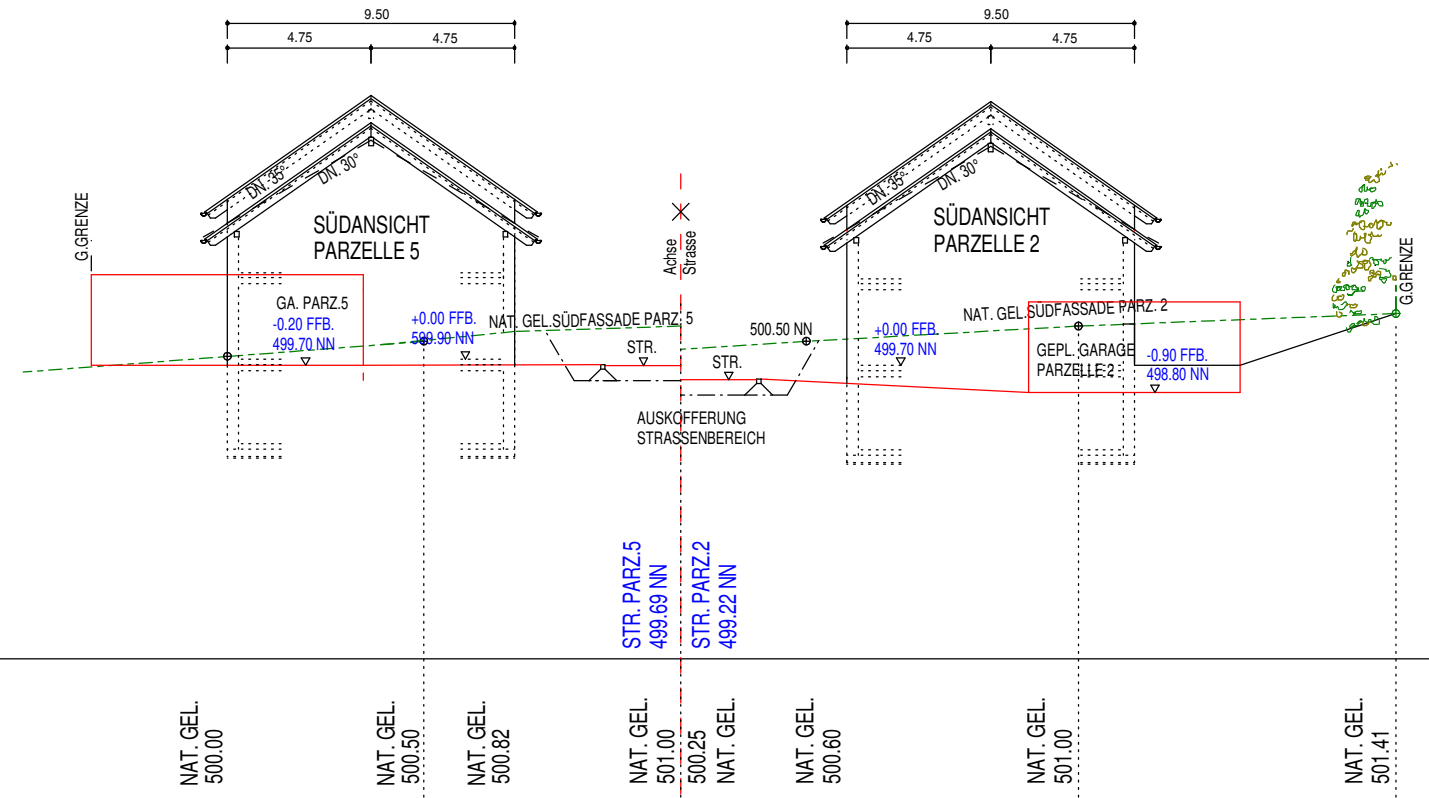 9.50
9.50
4.75
4.75
4.75
4.75
DN. 35°
DN. 30°
DN. 35°
DN. 30°
G.GRENZE
SÜDANSICHT
PARZELLE 5
Achse
Strasse
SÜDANSICHT
PARZELLE 2
G.GRENZE
GA. PARZ.5
-0.20 FFB.
499.70 NN
+0.00 FFB.
599.90 NN
NAT. GEL.SÜDFASSADE PARZ. 5
STR.
500.50 NN
STR.
+0.00 FFB.
499.70 NN
NAT. GEL.SÜDFASSADE PARZ. 2
GEPL. GARAGE
PARZELLE 2
-0.90 FFB.
498.80 NN
AUSKOFFERUNG
STRASSENBEREICH
STR. PARZ.5
499.69 NN
STR. PARZ.2
499.22 NN
NAT. GEL.
500.00
NAT. GEL.
500.50
NAT. GEL.
500.82
NAT. GEL.
501.00
500.25
NAT. GEL.
NAT. GEL.
500.60
NAT. GEL.
501.00
NAT. GEL.
501.41